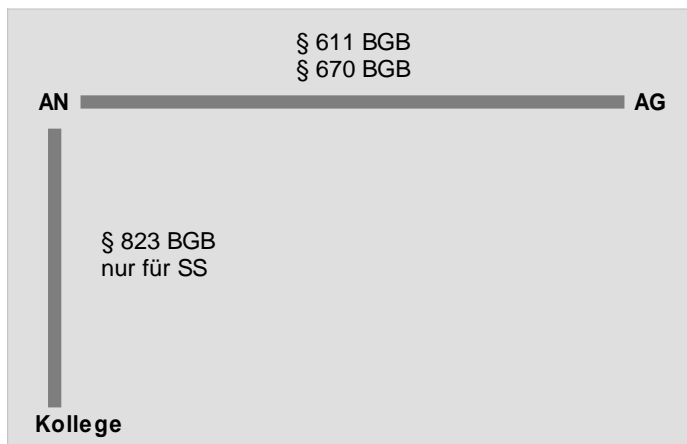 § 611 BGB
§ 670 BGB
AN AG
§ 823 BGB
nur für SS
Kollege